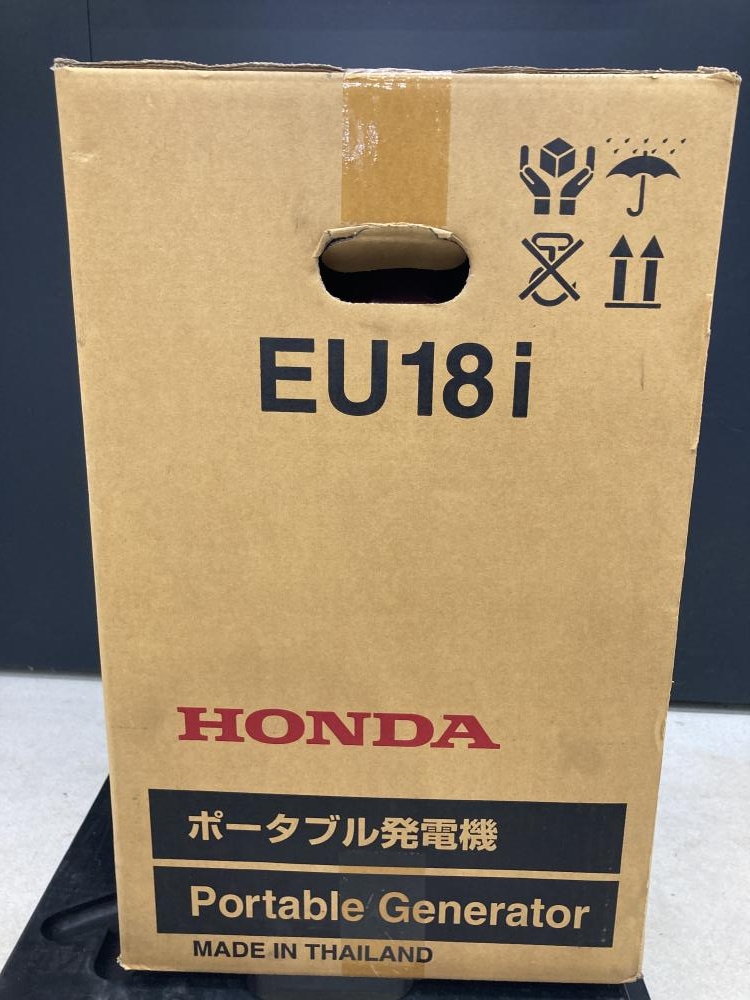 EU18i
HONDA
ポータブル発電機
Portable Generator
MADE IN THAILAND